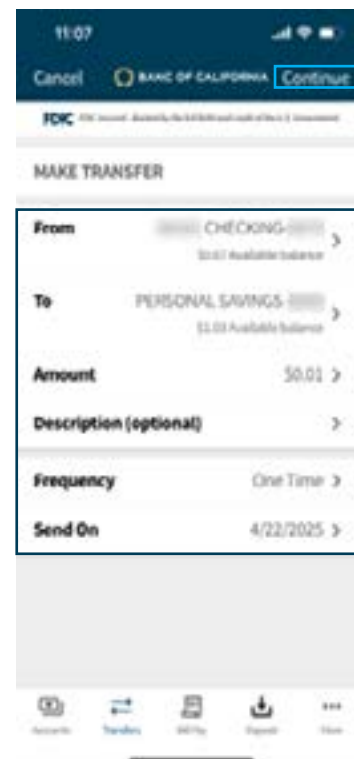 11:07
Cancel BANC OF CALIFORNIA Continue
FDIC
MAKE TRANSFER
From CHECKING
Available balance
To PERSONAL SAVINGS
Available balance
Amount $0.01
Description (optional)
Frequency One Time
Send On 4/22/2025
Accounts Transfers Bill Pay Deposit More